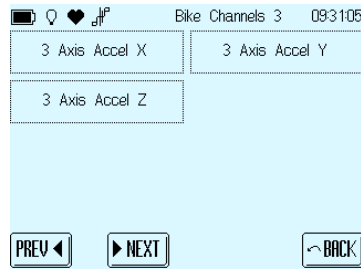 Bike Channels 3 09:31:05
3 Axis Accel X 3 Axis Accel Y
3 Axis Accel Z
PREV NEXT BACK